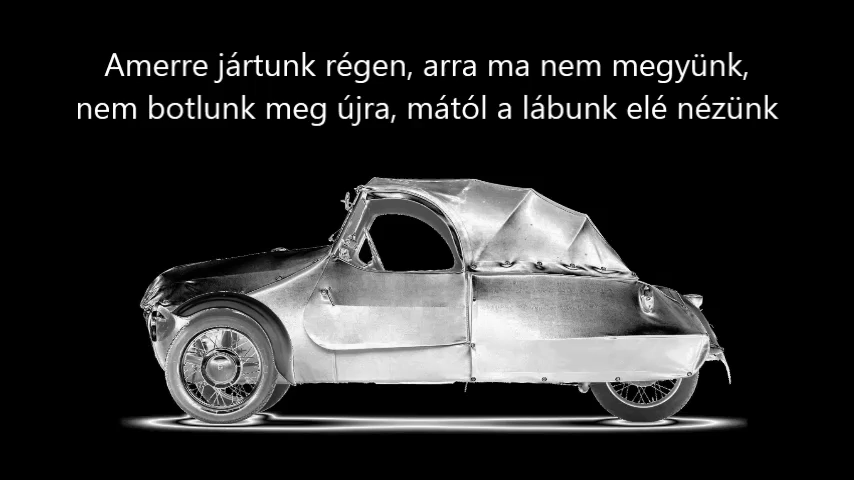 Amerre jártunk régen, arra ma nem megyünk,
nem botlunk meg újra, mától a lábunk elé nézünk